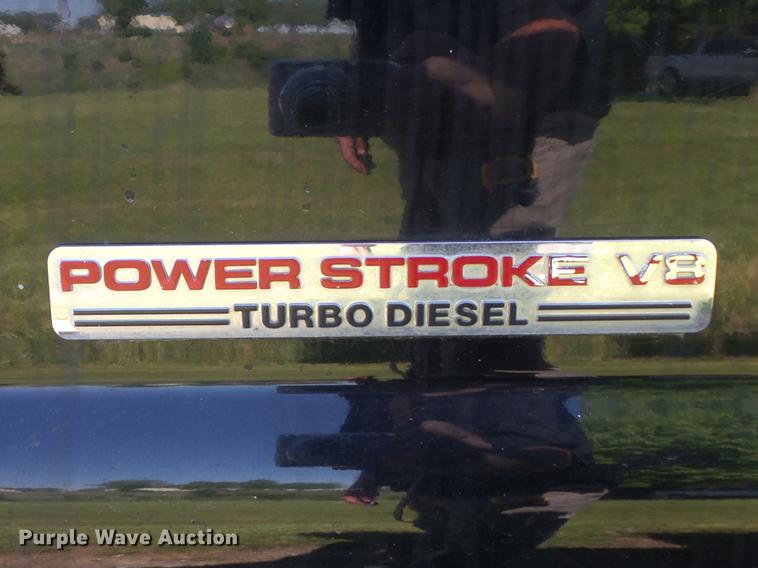 POWER STROKE V8
TURBO DIESEL
Purple Wave Auction